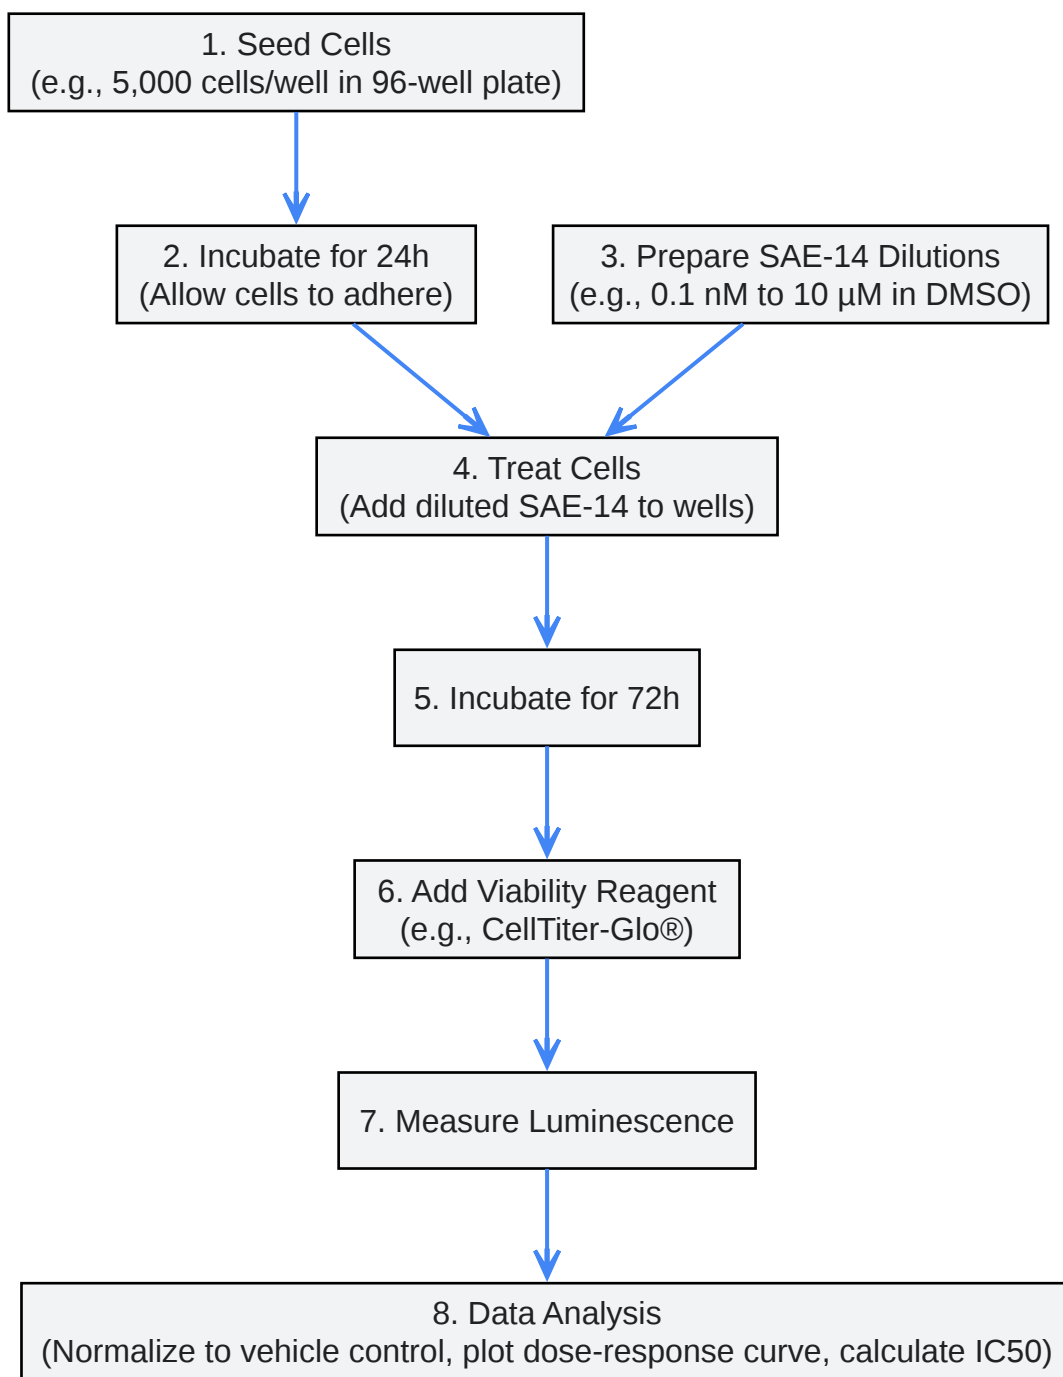 1. Seed Cells
(e.g., 5,000 cells/well in 96-well plate)
2. Incubate for 24h
(Allow cells to adhere)
3. Prepare SAE-14 Dilutions
(e.g., 0.1 nM to 10 µM in DMSO)
4. Treat Cells
(Add diluted SAE-14 to wells)
5. Incubate for 72h
6. Add Viability Reagent
(e.g., CellTiter-Glo®)
7. Measure Luminescence
8. Data Analysis
(Normalize to vehicle control, plot dose-response curve, calculate IC50)